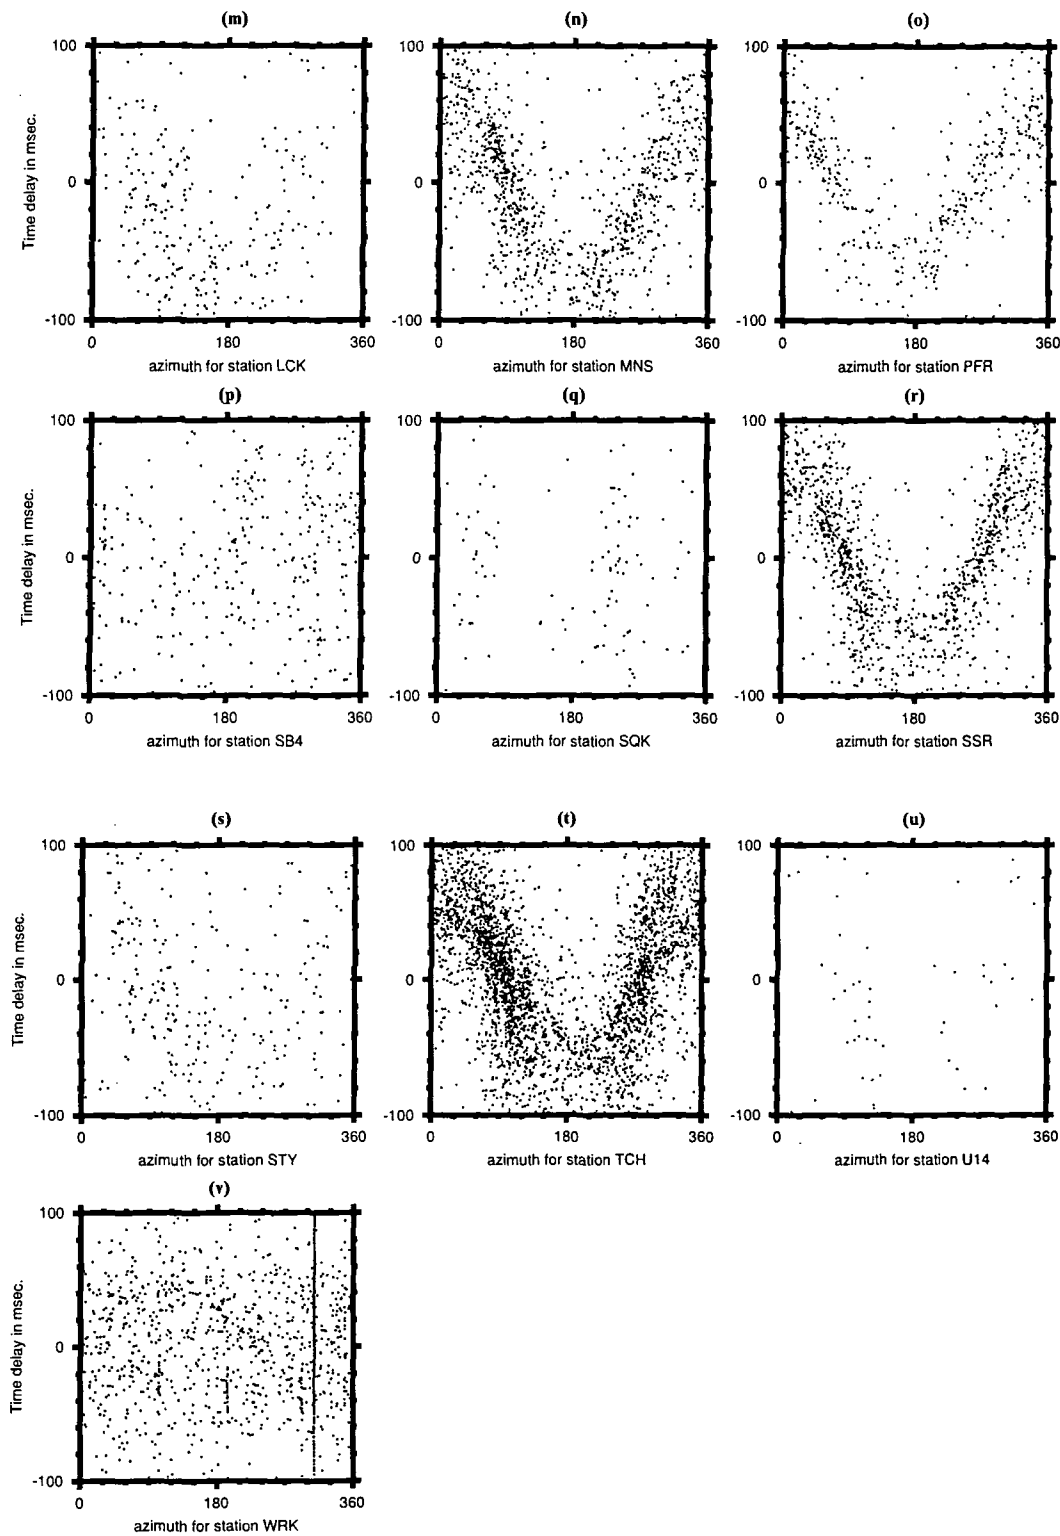 (m) (n) (o)
100 100 100
Time delay in msec.
0 0 0
-100 -100 -100
0 180 360 0 180 360 0 180 360
azimuth for station LCK azimuth for station MNS azimuth for station PFR
(p) (q) (r)
100 100 100
Time delay in msec.
0 0 0
-100 -100 -100
0 180 360 0 180 360 0 180 360
azimuth for station SB4 azimuth for station SQK azimuth for station SSR
(s) (t) (u)
100 100 100
Time delay in msec.
0 0 0
-100 -100 -100
0 180 360 0 180 360 0 180 360
azimuth for station STY azimuth for station TCH azimuth for station U14
(v)
100
Time delay in msec.
0
-100
0 180 360
azimuth for station WRK